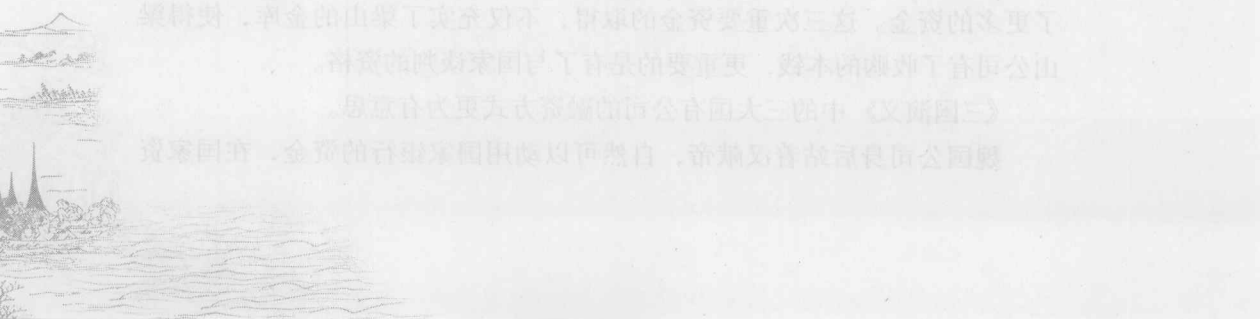 了更多的资金。这三次重要资金的取得，不仅充实了梁山的金库，使得梁
山公司有了收购的本钱，更重要的是有了与国家谈判的资格。
《三国演义》中的三大国有公司的融资方式更为有意思。
魏国公司身后站着汉献帝，自然可以动用国家银行的资金，在国家资